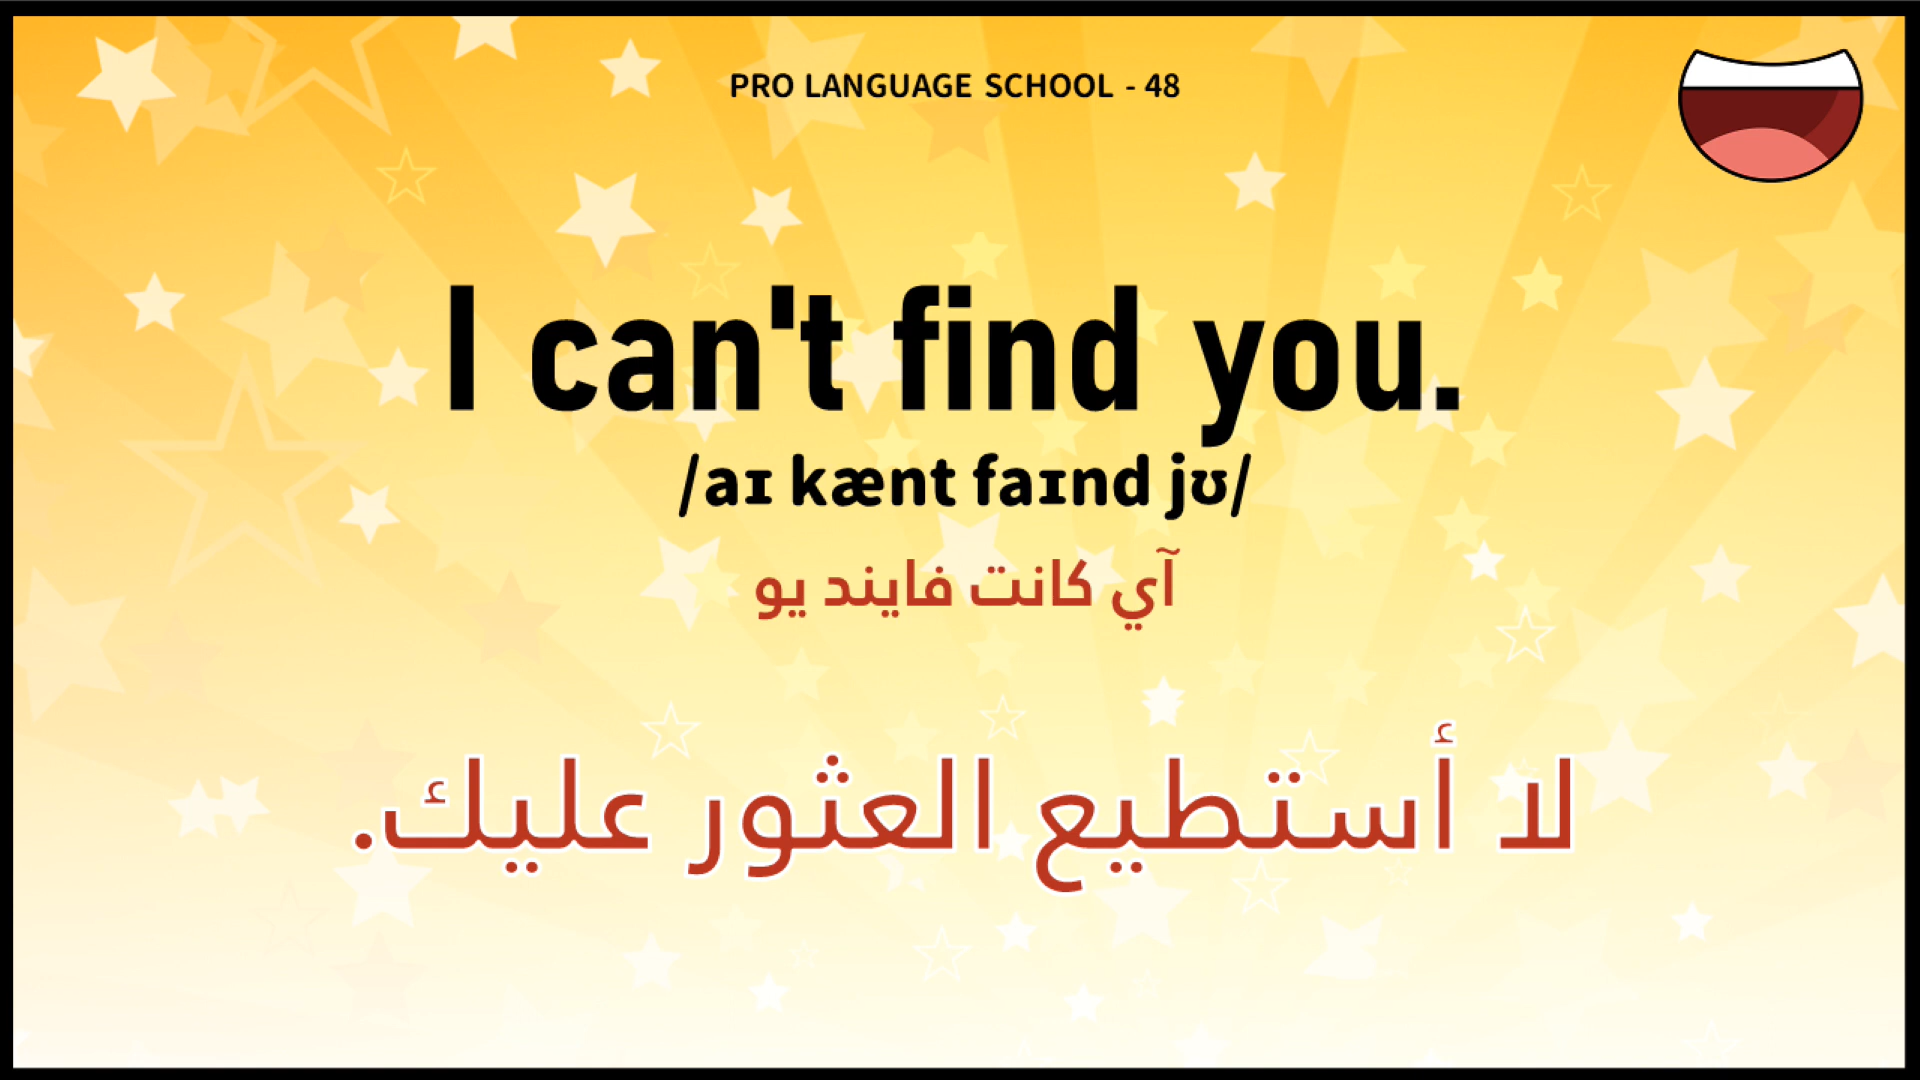 PRO LANGUAGE SCHOOL - 48
I can't find you.
/aɪ kænt faɪnd jʊ/
آي كانت فايند يو
لا أستطيع العثور عليك.